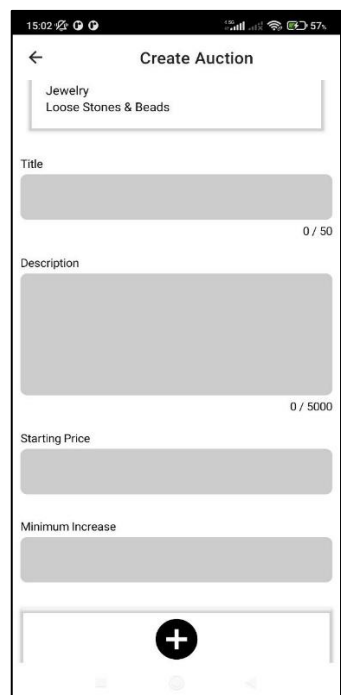 15:02
57%
Create Auction
Jewelry
Loose Stones & Beads
Title
0 / 50
Description
0 / 5000
Starting Price
Minimum Increase